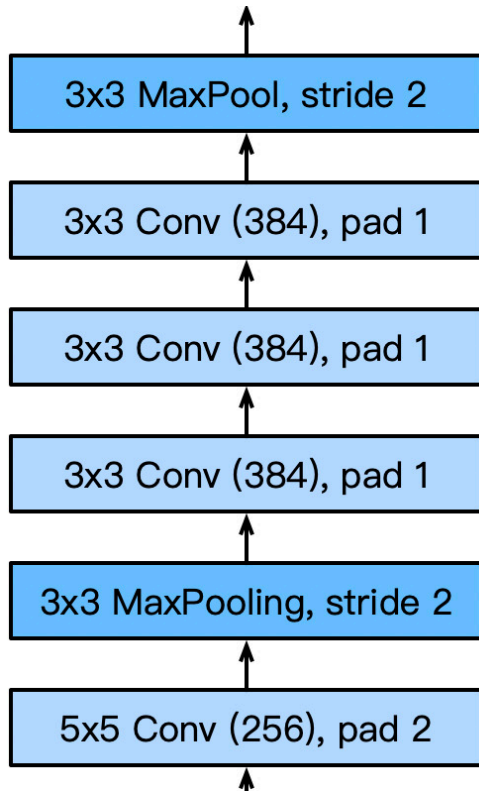 3x3 MaxPool, stride 2
3x3 Conv (384), pad 1
3x3 Conv (384), pad 1
3x3 Conv (384), pad 1
3x3 MaxPooling, stride 2
5x5 Conv (256), pad 2